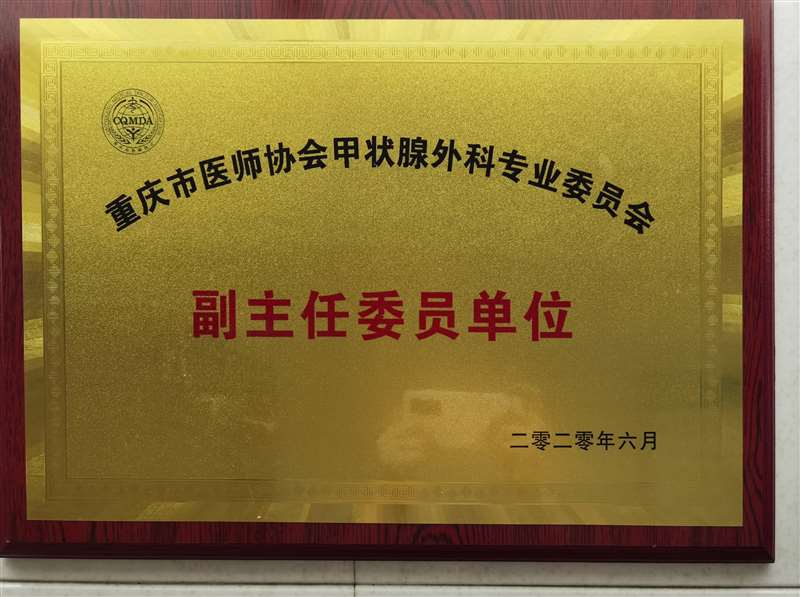 CQMDA
重庆市医师协会甲状腺外科专业委员会
副主任委员单位
二零二零年六月